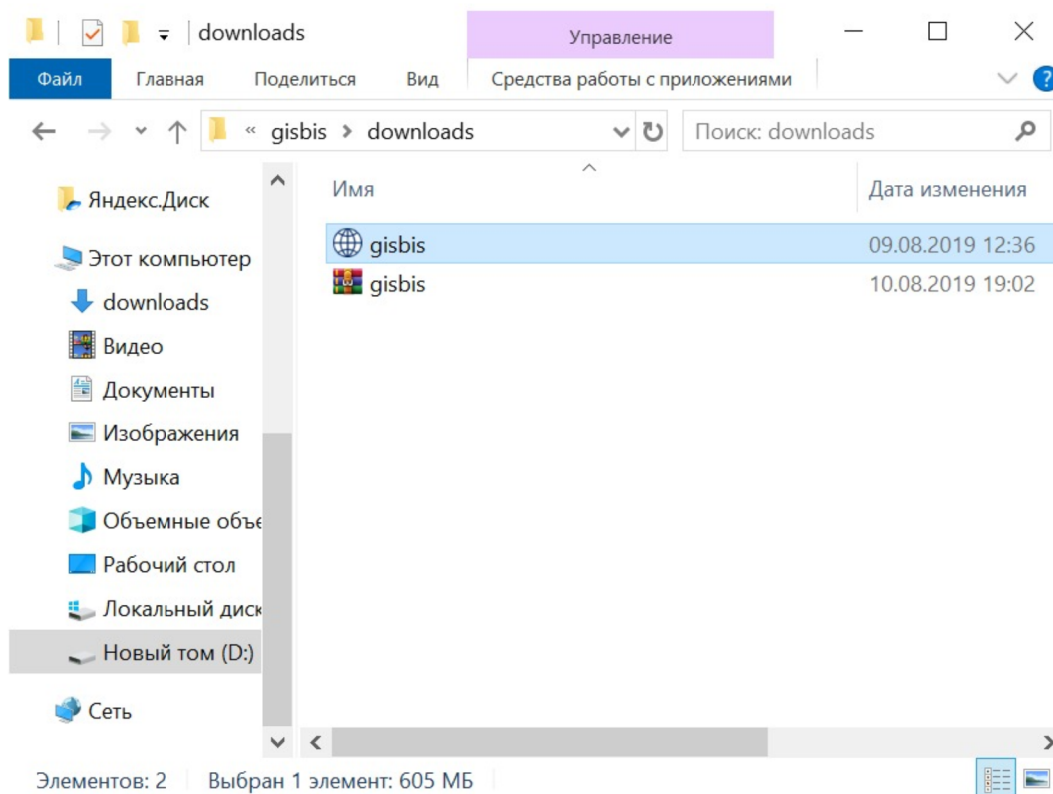 downloads
Управление
Файл Главная Поделиться Вид Средства работы с приложениями ?
« gisbis > downloads Поиск: downloads
Имя Дата изменения
Яндекс.Диск
gisbis 09.08.2019 12:36
Этот компьютер
gisbis 10.08.2019 19:02
downloads
Видео
Документы
Изображения
Музыка
Объемные объе
Рабочий стол
Локальный диск
Новый том (D:)
Сеть
Элементов: 2 Выбран 1 элемент: 605 МБ